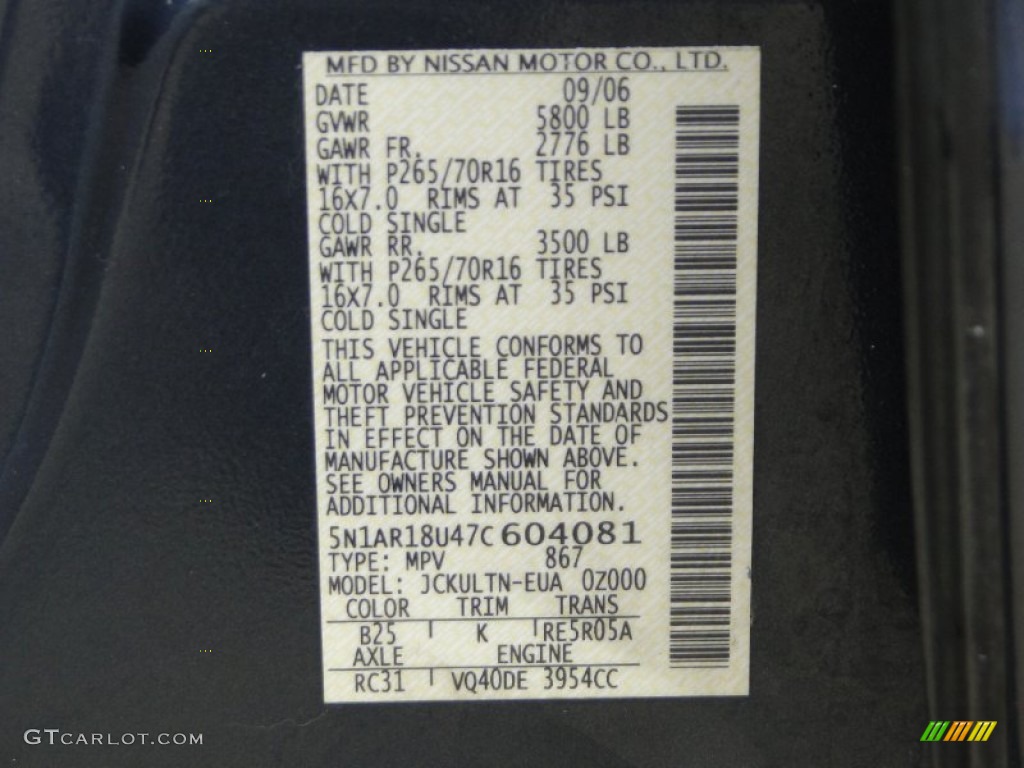 MFD BY NISSAN MOTOR CO., LTD.
DATE 09/06
GVWR 5800 LB
GAWR FR. 2776 LB
WITH P265/70R16 TIRES
16X7.0 RIMS AT 35 PSI
COLD SINGLE
GAWR RR. 3500 LB
WITH P265/70R16 TIRES
16X7.0 RIMS AT 35 PSI
COLD SINGLE
THIS VEHICLE CONFORMS TO
ALL APPLICABLE FEDERAL
MOTOR VEHICLE SAFETY AND
THEFT PREVENTION STANDARDS
IN EFFECT ON THE DATE OF
MANUFACTURE SHOWN ABOVE.
SEE OWNERS MANUAL FOR
ADDITIONAL INFORMATION.
5N1AR18U47C604081
TYPE: MPV 867
MODEL: JCKULTN-EUA 0Z000
COLOR TRIM TRANS
B25 K RE5R05A
AXLE ENGINE
RC31 VQ40DE 3954CC
GTCARLOT.COM